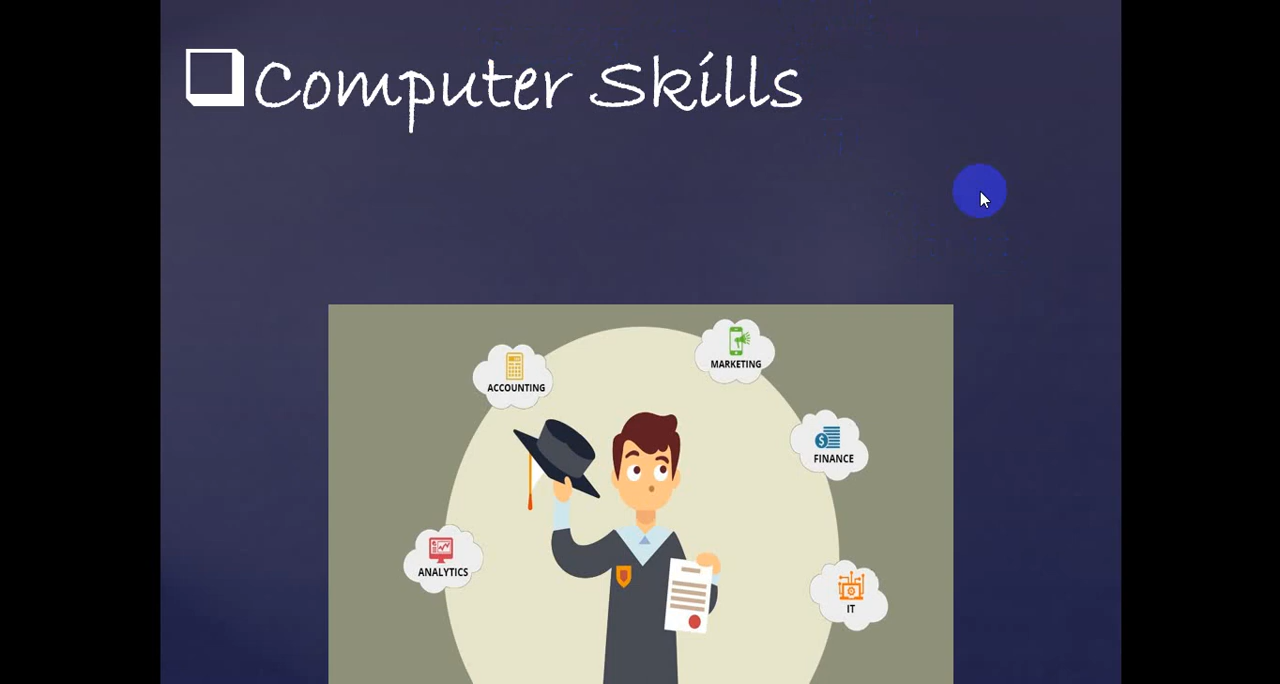 Computer Skills
MARKETING
ACCOUNTING
FINANCE
ANALYTICS
IT